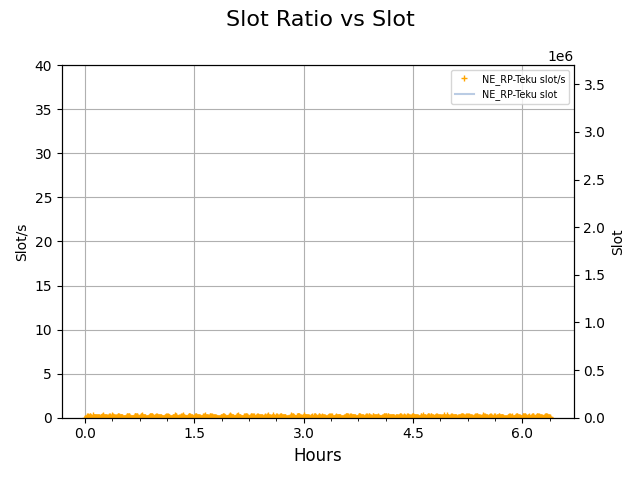 Slot Ratio vs Slot
1e6
NE_RP-Teku slot/s
NE_RP-Teku slot
40
35
30
25
20
15
10
5
0
Slot/s
3.5
3.0
2.5
2.0
1.5
1.0
0.5
0.0
Slot
0.0 1.5 3.0 4.5 6.0
Hours